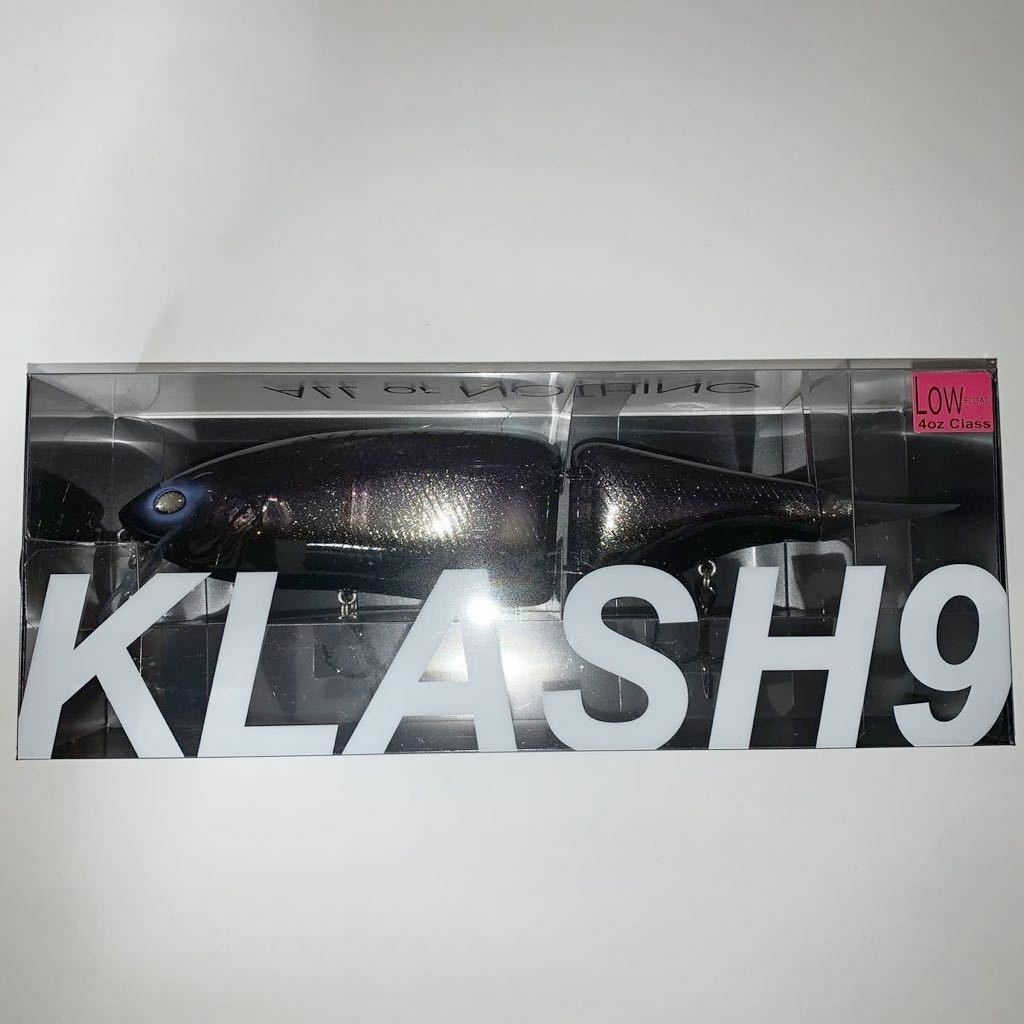 ALL OR NOTHING
LOW FLOAT
4oz Class
KLASH9